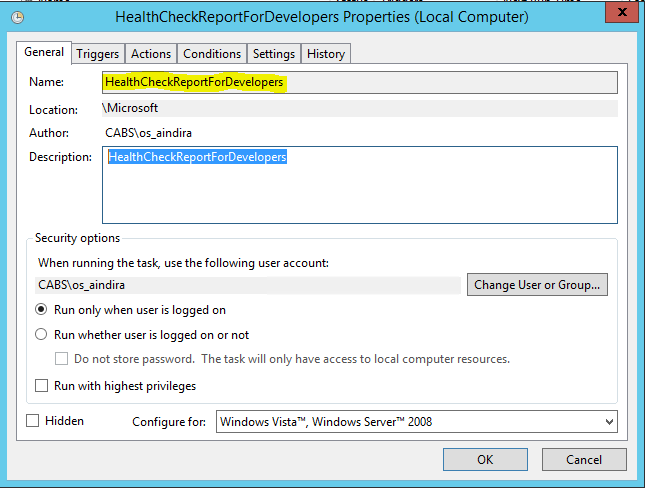 HealthCheckReportForDevelopers Properties (Local Computer)
x
General Triggers Actions Conditions Settings History
Name: HealthCheckReportForDevelopers
Location: \Microsoft
Author: CABS\os_aindira
Description: HealthCheckReportForDevelopers
Security options
When running the task, use the following user account:
CABS\os_aindira Change User or Group...
Run only when user is logged on
Run whether user is logged on or not
Do not store password. The task will only have access to local computer resources.
Run with highest privileges
Hidden Configure for: Windows Vista™, Windows Server™ 2008
OK Cancel